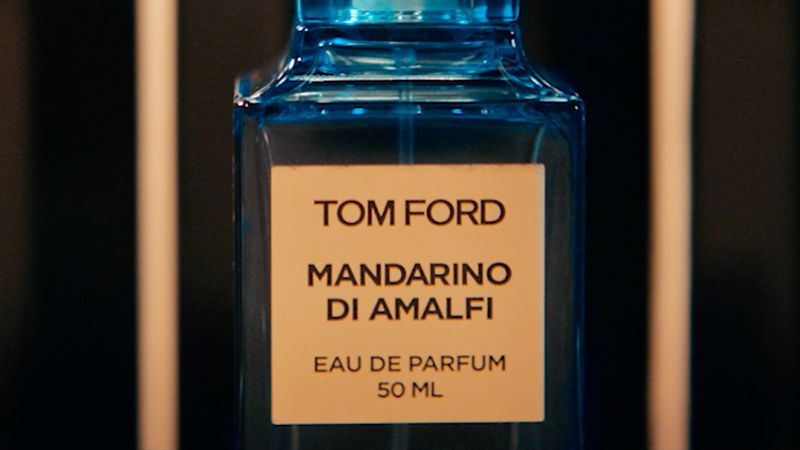 TOM FORD
MANDARINO
DI AMALFI
EAU DE PARFUM
50 ML